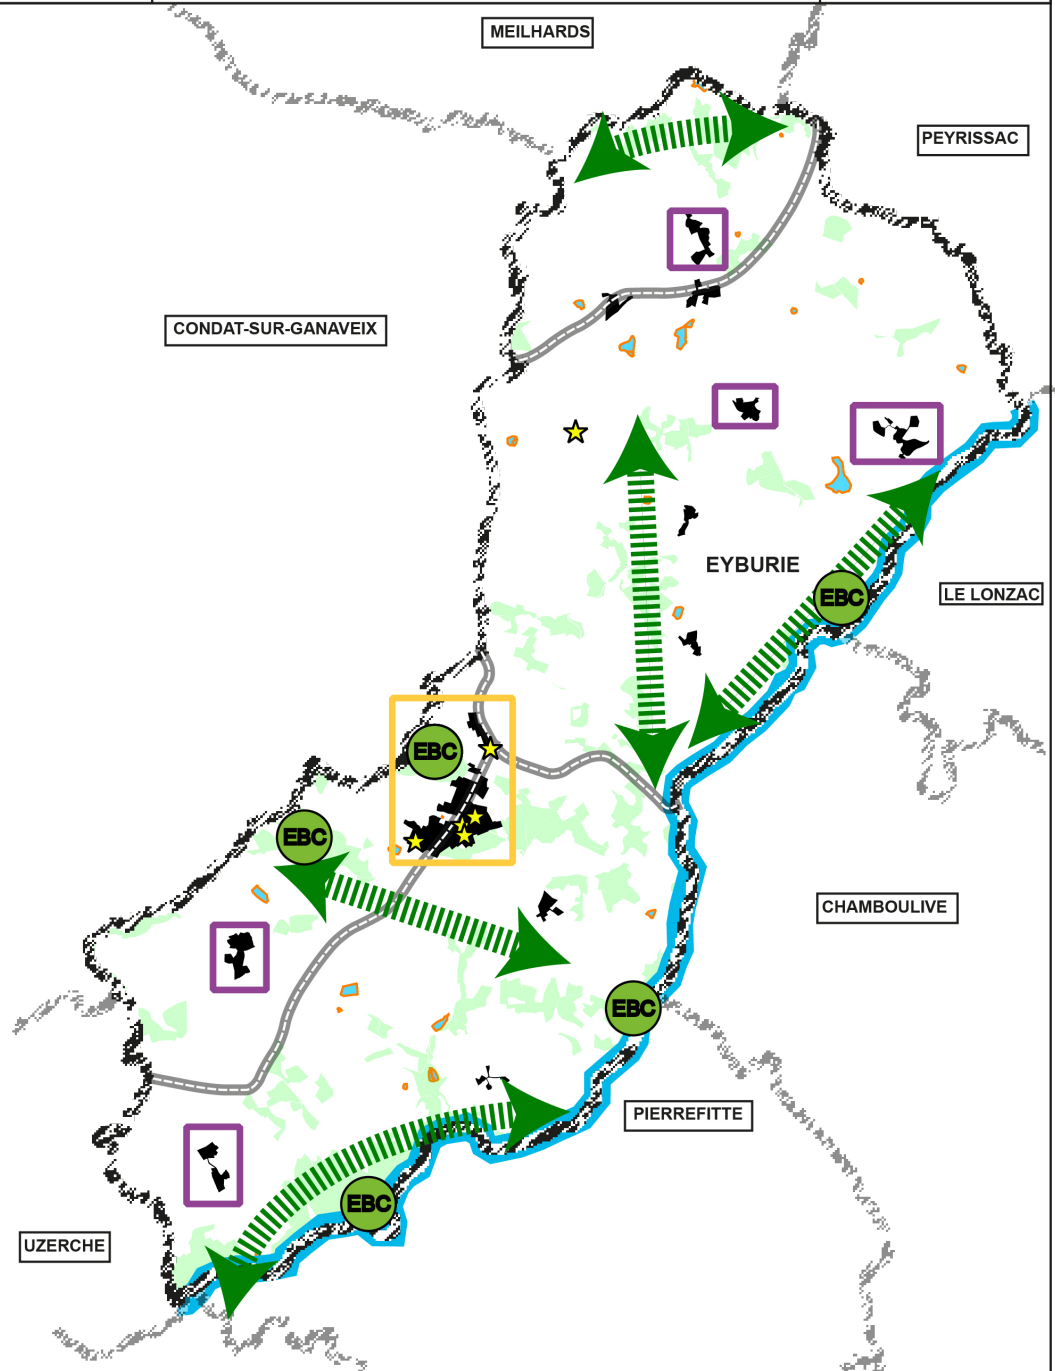 MEILHARDS
PEYRISSAC
CONDAT-SUR-GANAVEIX
EYBURIE
EBC
LE LONZAC
EBC
EBC
CHAMBOULIVE
EBC
PIERREFITTE
EBC
UZERCHE